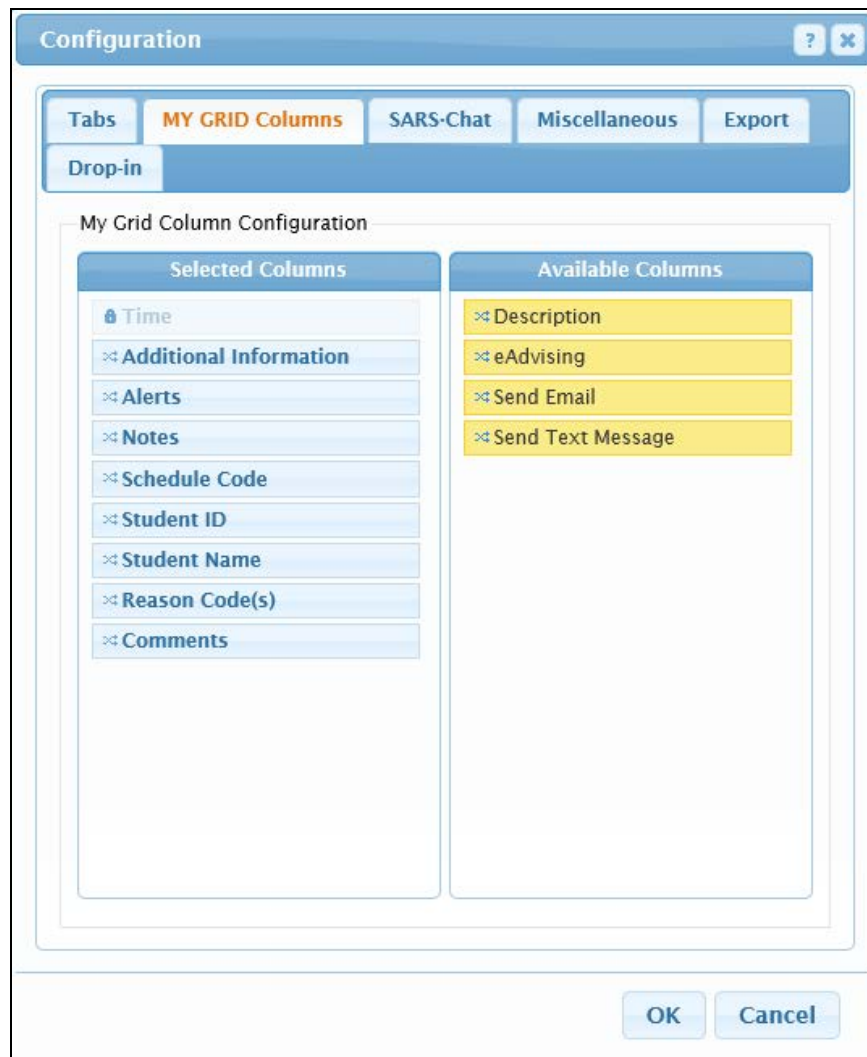 Configuration
?
Tabs MY GRID Columns SARS-Chat Miscellaneous Export
Drop-in
My Grid Column Configuration
Selected Columns
Time
Additional Information
Alerts
Notes
Schedule Code
Student ID
Student Name
Reason Code(s)
Comments
Available Columns
Description
eAdvising
Send Email
Send Text Message
OK Cancel